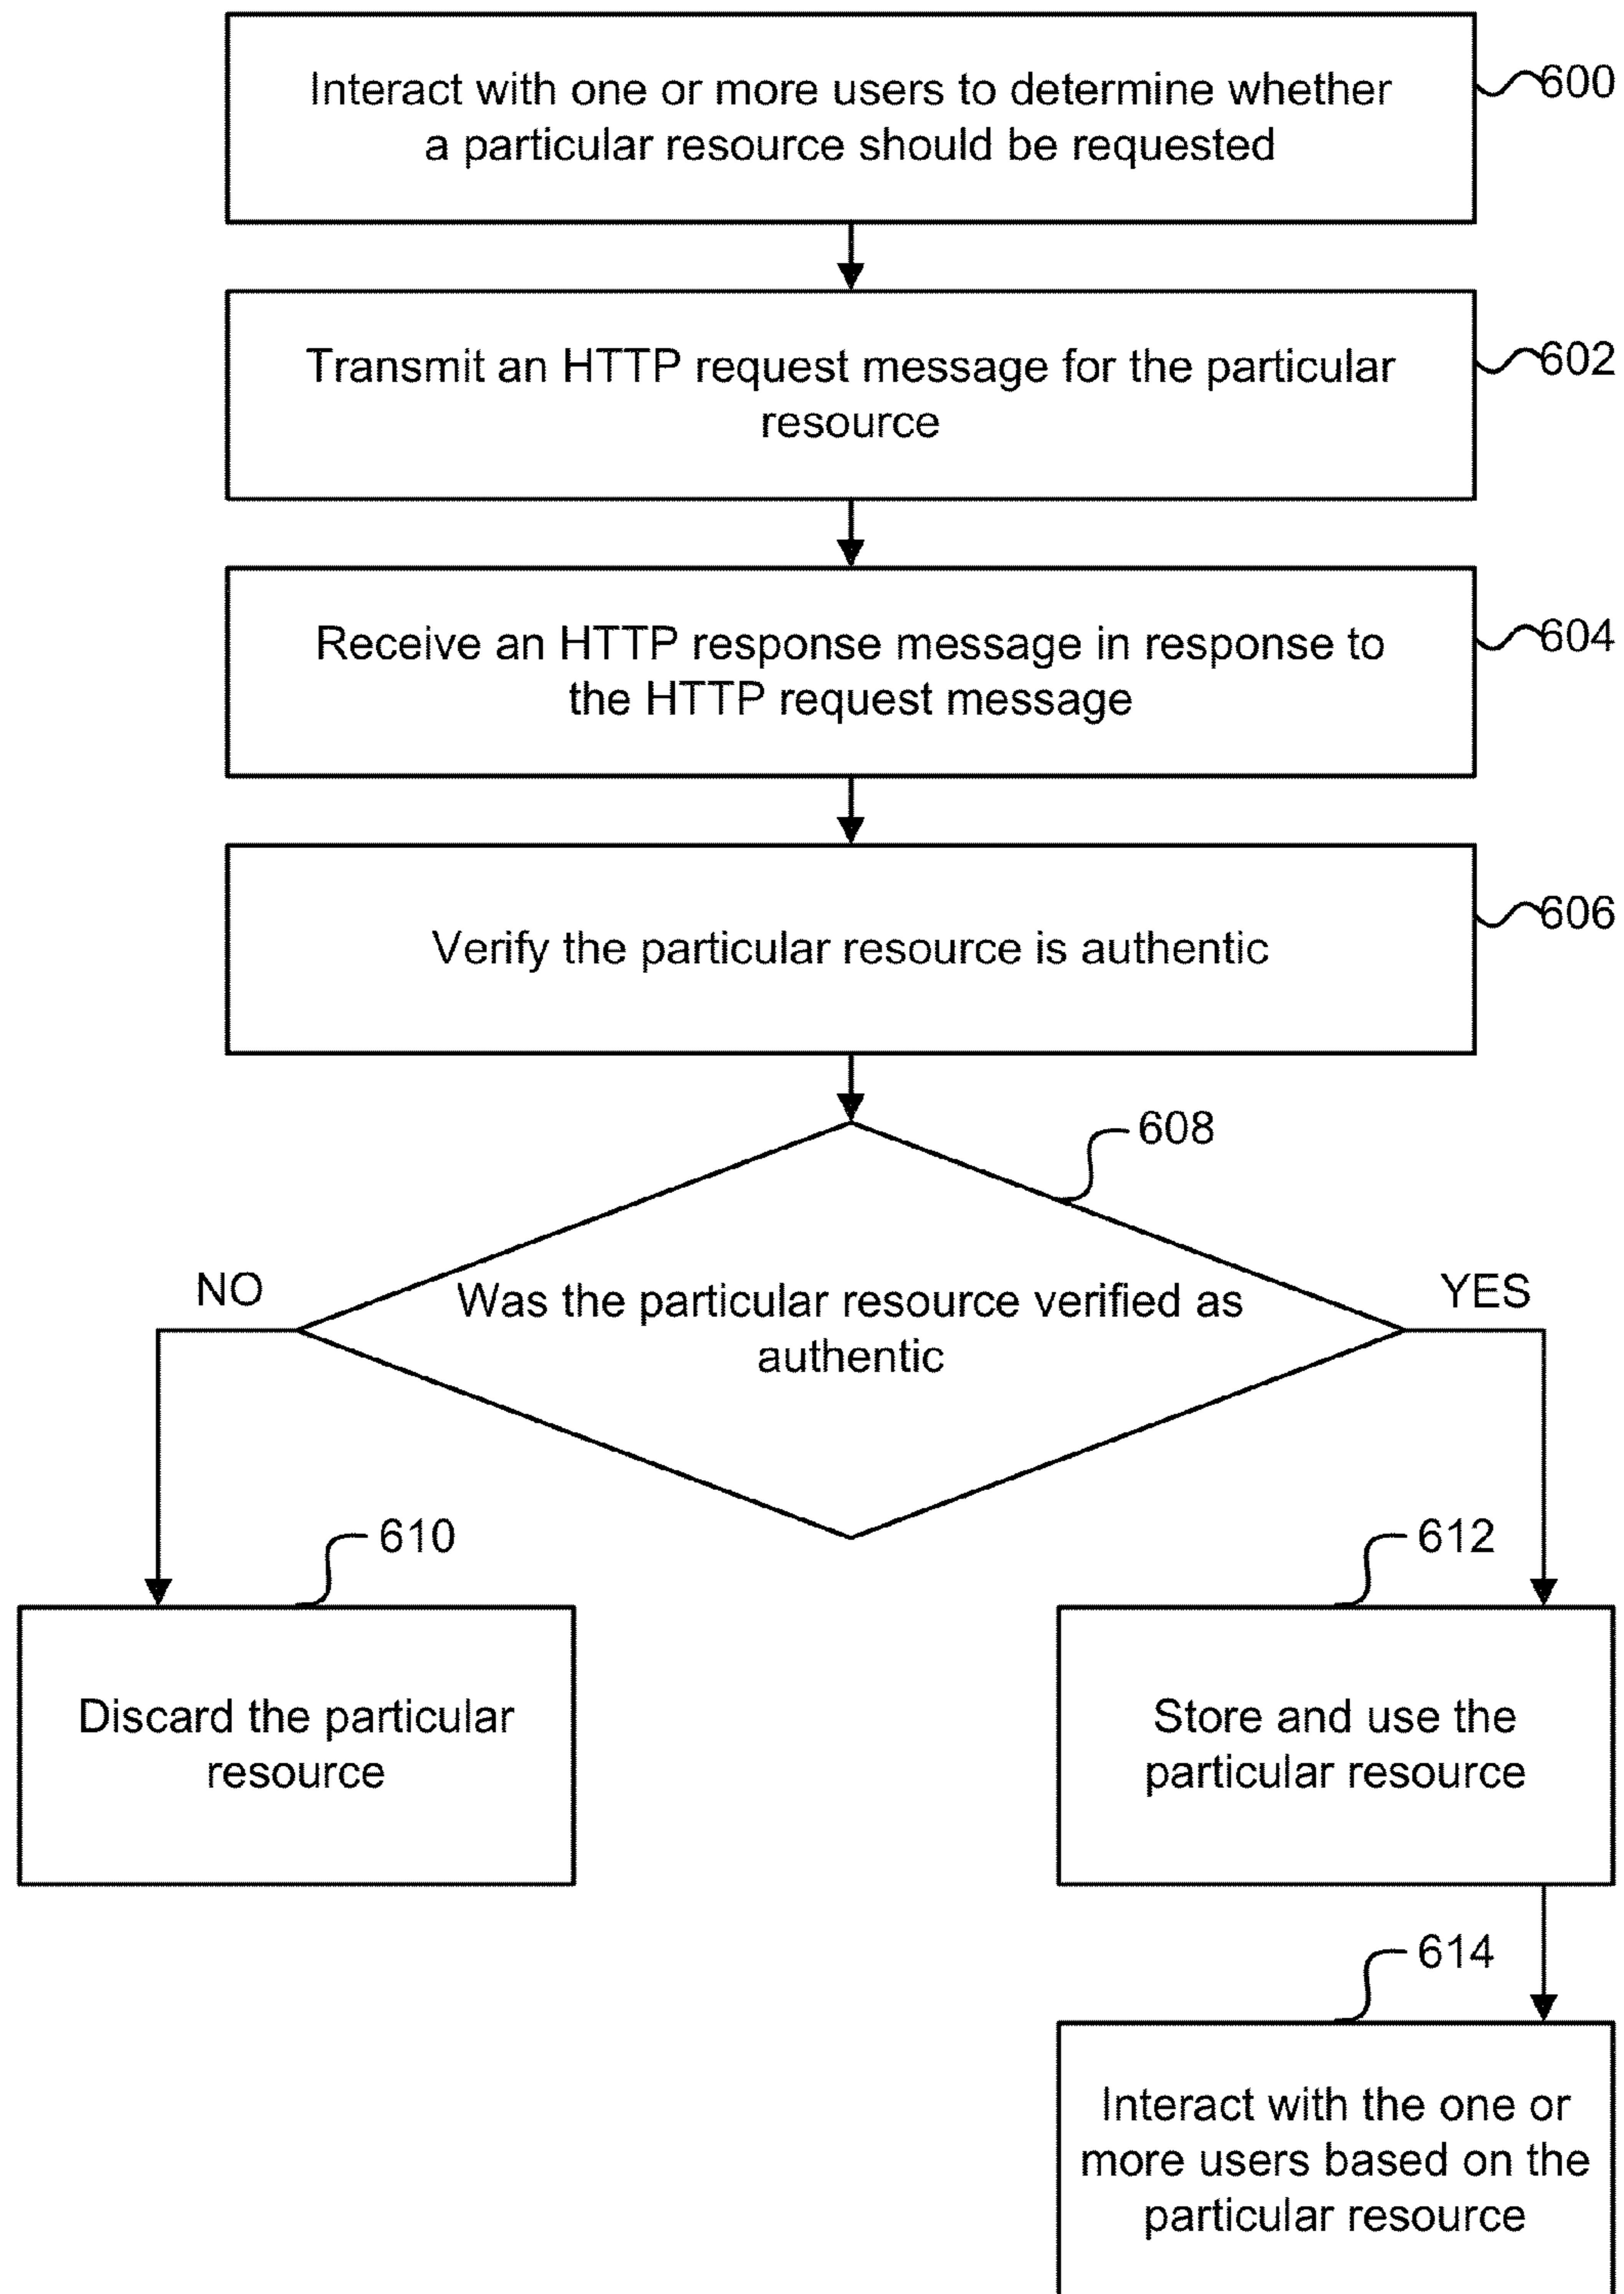 Interact with one or more users to determine whether
a particular resource should be requested
600
Transmit an HTTP request message for the particular
resource
602
Receive an HTTP response message in response to
the HTTP request message
604
Verify the particular resource is authentic
606
608
NO
YES
Was the particular resource verified as
authentic
610
612
Discard the particular
resource
Store and use the
particular resource
614
Interact with the one or
more users based on the
particular resource